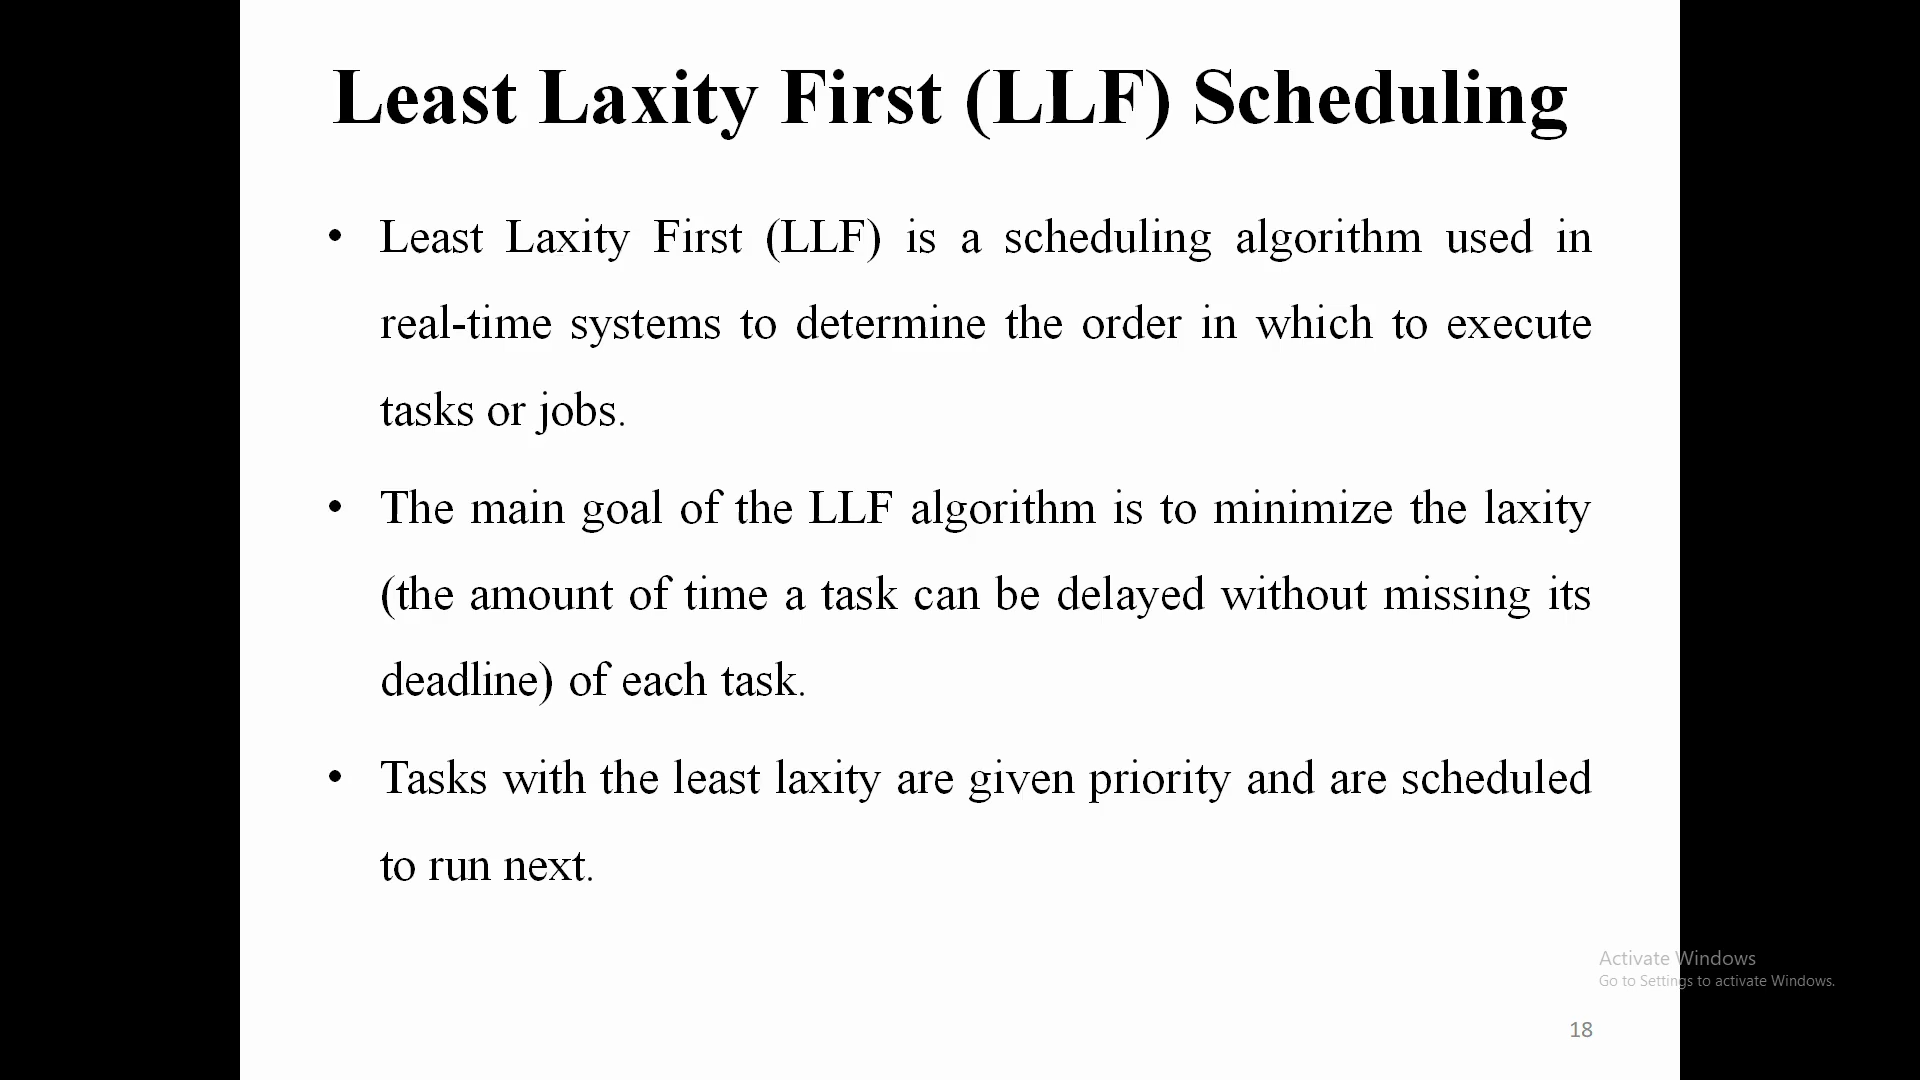 Least Laxity First (LLF) Scheduling
• Least Laxity First (LLF) is a scheduling algorithm used in
real-time systems to determine the order in which to execute
tasks or jobs.
• The main goal of the LLF algorithm is to minimize the laxity
(the amount of time a task can be delayed without missing its
deadline) of each task.
• Tasks with the least laxity are given priority and are scheduled
to run next.
Activate Windows
Go to Settings to activate Windows.
18